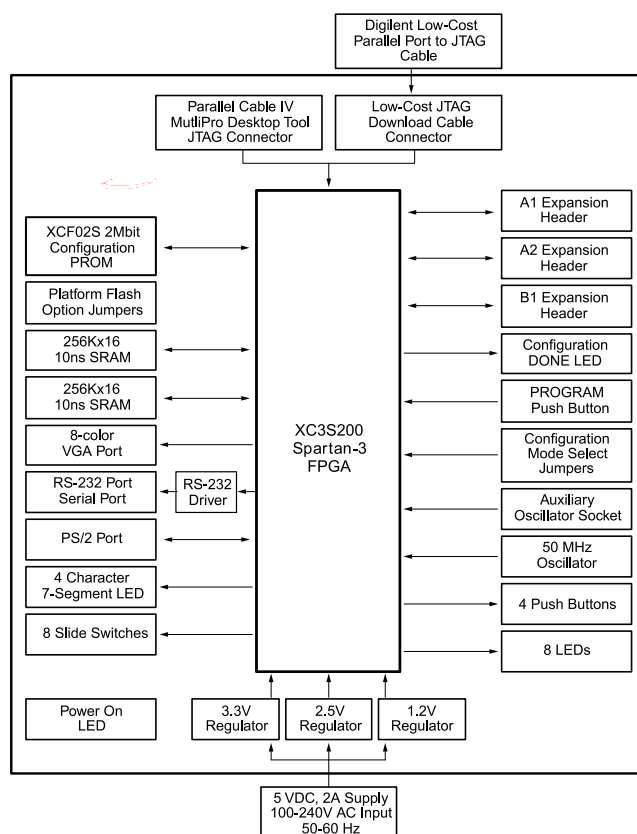 Digilent Low-Cost
Parallel Port to JTAG
Cable
Parallel Cable IV
MutliPro Desktop Tool
JTAG Connector
Low-Cost JTAG
Download Cable
Connector
XCF02S 2Mbit
Configuration
PROM
Platform Flash
Option Jumpers
256Kx16
10ns SRAM
256Kx16
10ns SRAM
8-color
VGA Port
RS-232 Port
Serial Port
RS-232
Driver
PS/2 Port
4 Character
7-Segment LED
8 Slide Switches
Power On
LED
XC3S200
Spartan-3
FPGA
A1 Expansion
Header
A2 Expansion
Header
B1 Expansion
Header
Configuration
DONE LED
PROGRAM
Push Button
Configuration
Mode Select
Jumpers
Auxiliary
Oscillator Socket
50 MHz
Oscillator
4 Push Buttons
8 LEDs
3.3V
Regulator
2.5V
Regulator
1.2V
Regulator
5 VDC, 2A Supply
100-240V AC Input
50-60 Hz